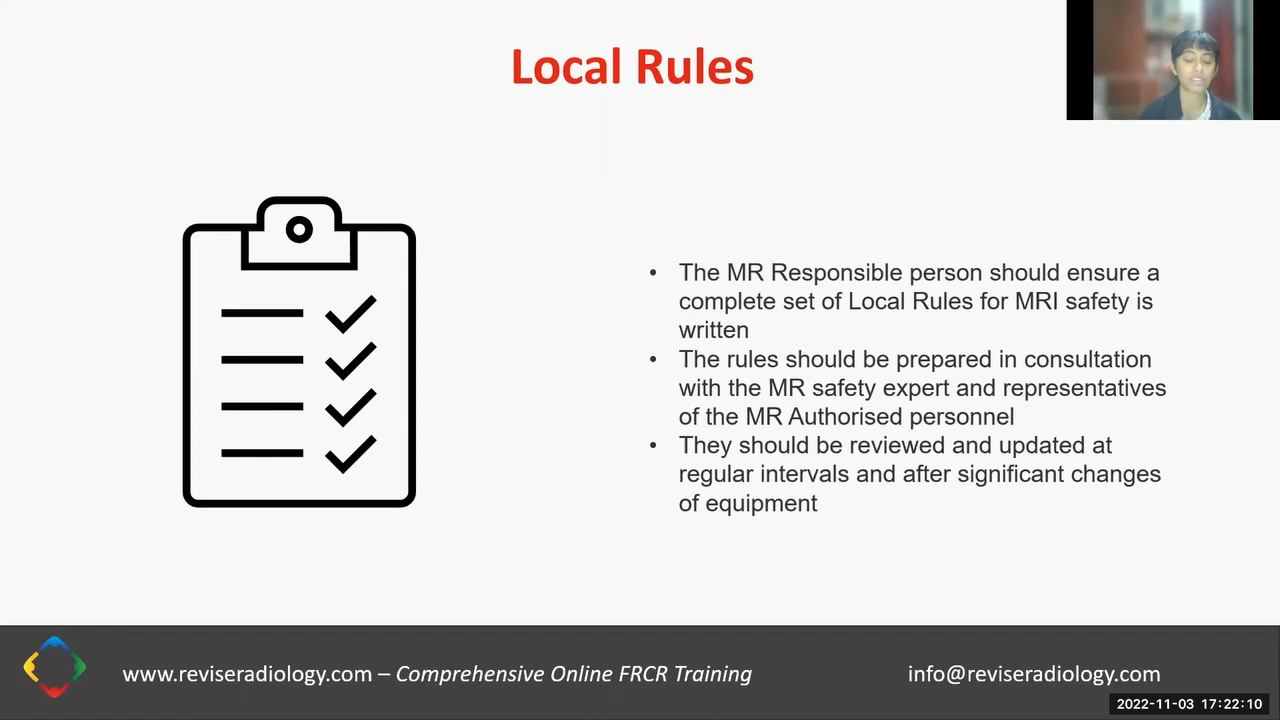 Local Rules
• The MR Responsible person should ensure a
complete set of Local Rules for MRI safety is
written
• The rules should be prepared in consultation
with the MR safety expert and representatives
of the MR Authorised personnel
• They should be reviewed and updated at
regular intervals and after significant changes
of equipment
www.reviseradiology.com – Comprehensive Online FRCR Training
info@reviseradiology.com
2022-11-03 17:22:10